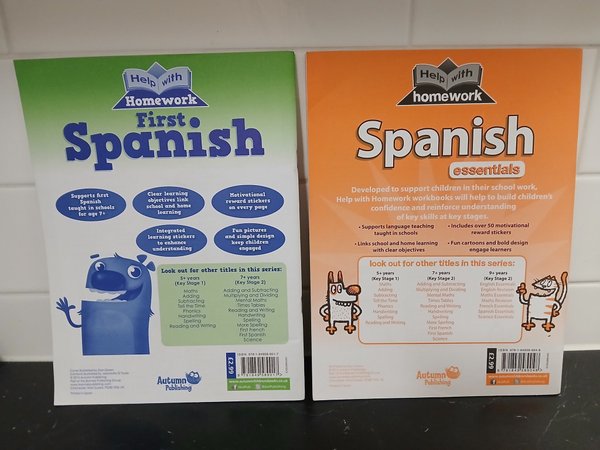 Help with
Homework
First
Spanish
Supports first
Spanish
taught in schools
for age 7+
Clear learning
objectives link
school and home
learning
Motivational
reward stickers
on every page
Integrated
learning stickers
to enhance
understanding
Fun pictures
and simple design
keep children
engaged
Look out for other titles in this series:
5+ years
(Key Stage 1)
Maths
Adding
Subtracting
Tell the Time
Phonics
Handwriting
Spelling
Reading and Writing
7+ years
(Key Stage 2)
Adding and Subtracting
Multiplying and Dividing
Mental Maths
Times Tables
Reading and Writing
Handwriting
Spelling
More Spelling
First French
First Spanish
Science
£2.99
Autumn
Publishing
www.autumnchildrensbooks.co.uk
Help with
homework
Spanish
essentials
Developed to support children in their school work,
Help with Homework workbooks will help to build children's
confidence and reinforce understanding
of key skills at key stages.
• Supports language teaching
taught in schools
• Includes over 50 motivational
reward stickers
• Links school and home learning
with clear objectives
• Fun cartoons and bold design
engage learners
look out for other titles in this series:
5+ years
(Key Stage 1)
Maths
Adding
Subtracting
Tell the Time
Phonics
Handwriting
Spelling
Reading and Writing
7+ years
(Key Stage 2)
Adding and Subtracting
Multiplying and Dividing
Mental Maths
Times Tables
Reading and Writing
Handwriting
Spelling
More Spelling
First French
First Spanish
Science
9+ years
(Key Stage 2)
English Essentials
English Revision
Maths Essentials
Maths Revision
French Essentials
Spanish Essentials
Science Essentials
£2.99
Autumn
Publishing
www.autumnchildrensbooks.co.uk